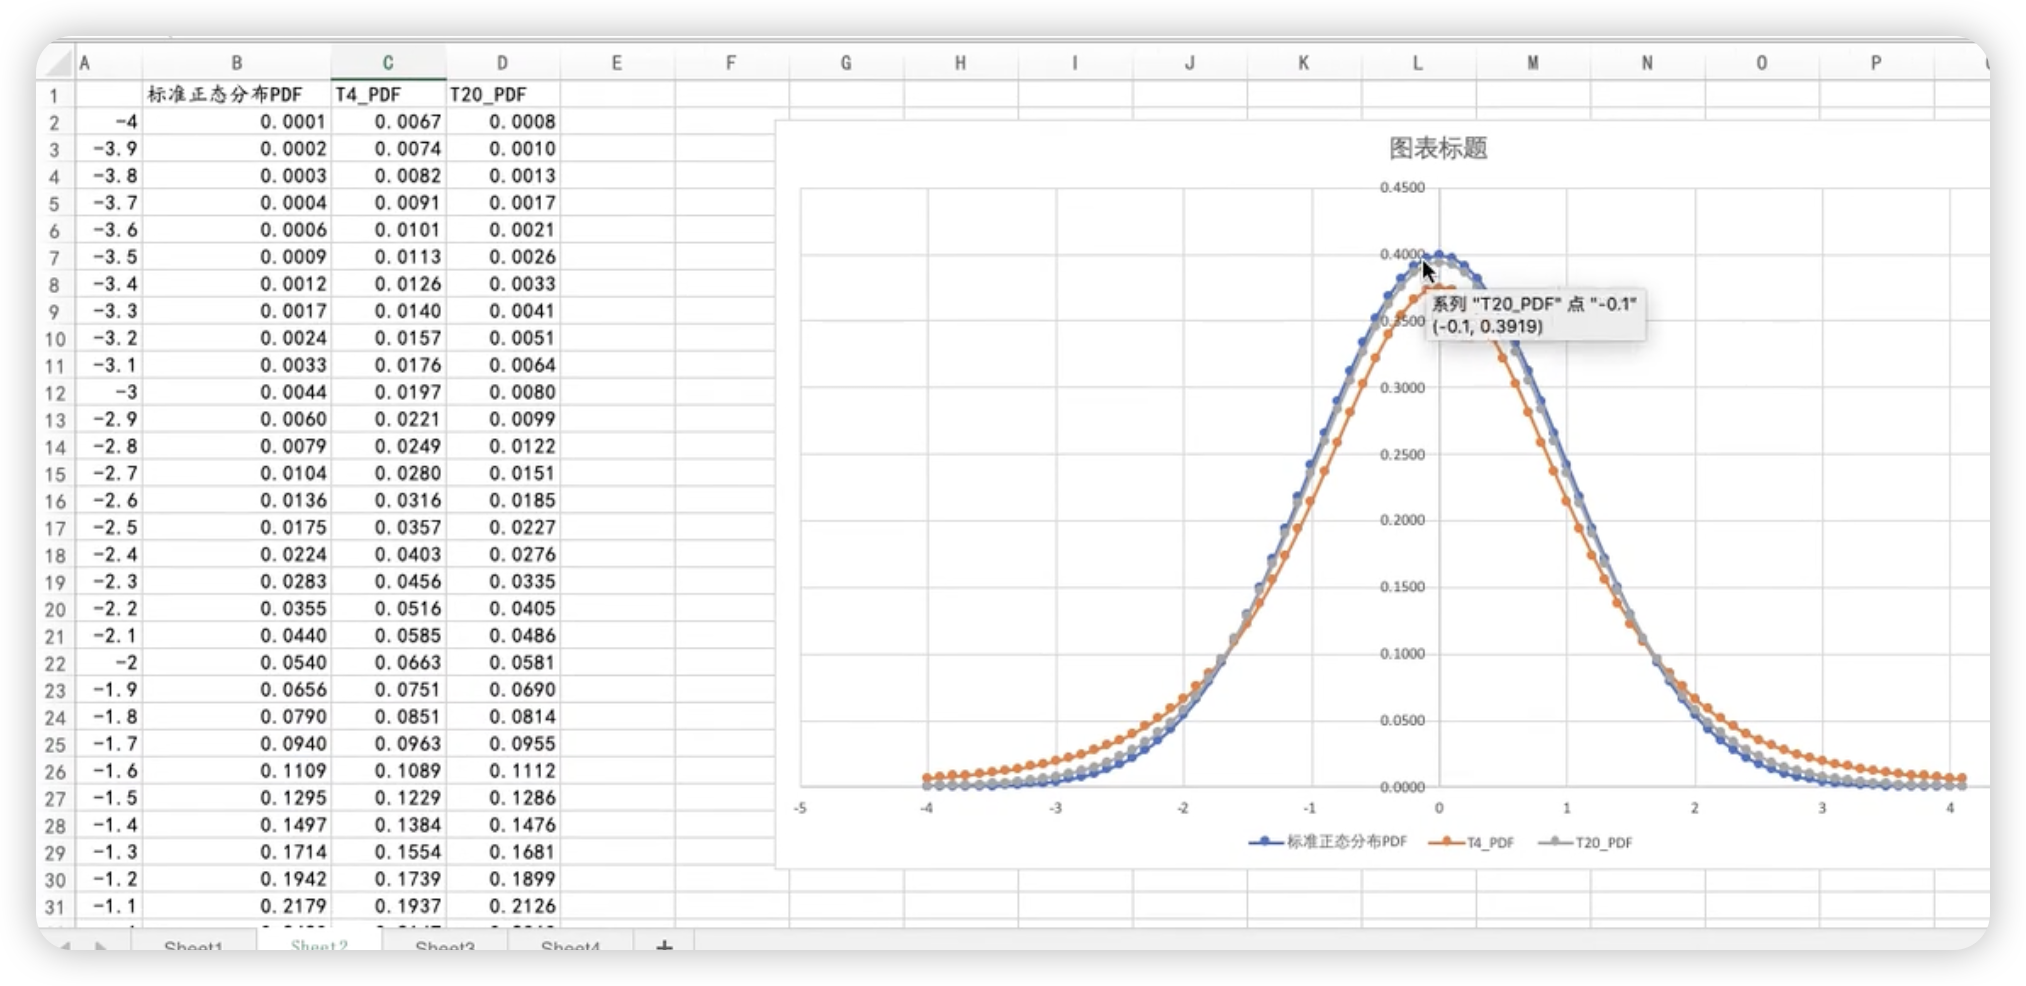 A B C D E F G H I J K L M N O P
1 标准正态分布PDF T4_PDF T20_PDF
2 -4 0.0001 0.0067 0.0008
3 -3.9 0.0002 0.0074 0.0010
4 -3.8 0.0003 0.0082 0.0013
5 -3.7 0.0004 0.0091 0.0017
6 -3.6 0.0006 0.0101 0.0021
7 -3.5 0.0009 0.0113 0.0026
8 -3.4 0.0012 0.0126 0.0033
9 -3.3 0.0017 0.0140 0.0041
10 -3.2 0.0024 0.0157 0.0051
11 -3.1 0.0033 0.0176 0.0064
12 -3 0.0044 0.0197 0.0080
13 -2.9 0.0060 0.0221 0.0099
14 -2.8 0.0079 0.0249 0.0122
15 -2.7 0.0104 0.0280 0.0151
16 -2.6 0.0136 0.0316 0.0185
17 -2.5 0.0175 0.0357 0.0227
18 -2.4 0.0224 0.0403 0.0276
19 -2.3 0.0283 0.0456 0.0335
20 -2.2 0.0355 0.0516 0.0405
21 -2.1 0.0440 0.0585 0.0486
22 -2 0.0540 0.0663 0.0581
23 -1.9 0.0656 0.0751 0.0690
24 -1.8 0.0790 0.0851 0.0814
25 -1.7 0.0940 0.0963 0.0955
26 -1.6 0.1109 0.1089 0.1112
27 -1.5 0.1295 0.1229 0.1286
28 -1.4 0.1497 0.1384 0.1476
29 -1.3 0.1714 0.1554 0.1681
30 -1.2 0.1942 0.1739 0.1899
31 -1.1 0.2179 0.1937 0.2126
图表标题
0.4500
0.4000
系列 "T20_PDF" 点 "-0.1"
(-0.1, 0.3919)
0.3500
0.3000
0.2500
0.2000
0.1500
0.1000
0.0500
0.0000
-5 -4 -3 -2 -1 0 1 2 3 4
标准正态分布PDF T4_PDF T20_PDF
Sheet1 Sheet2 Sheet3 Sheet4 +